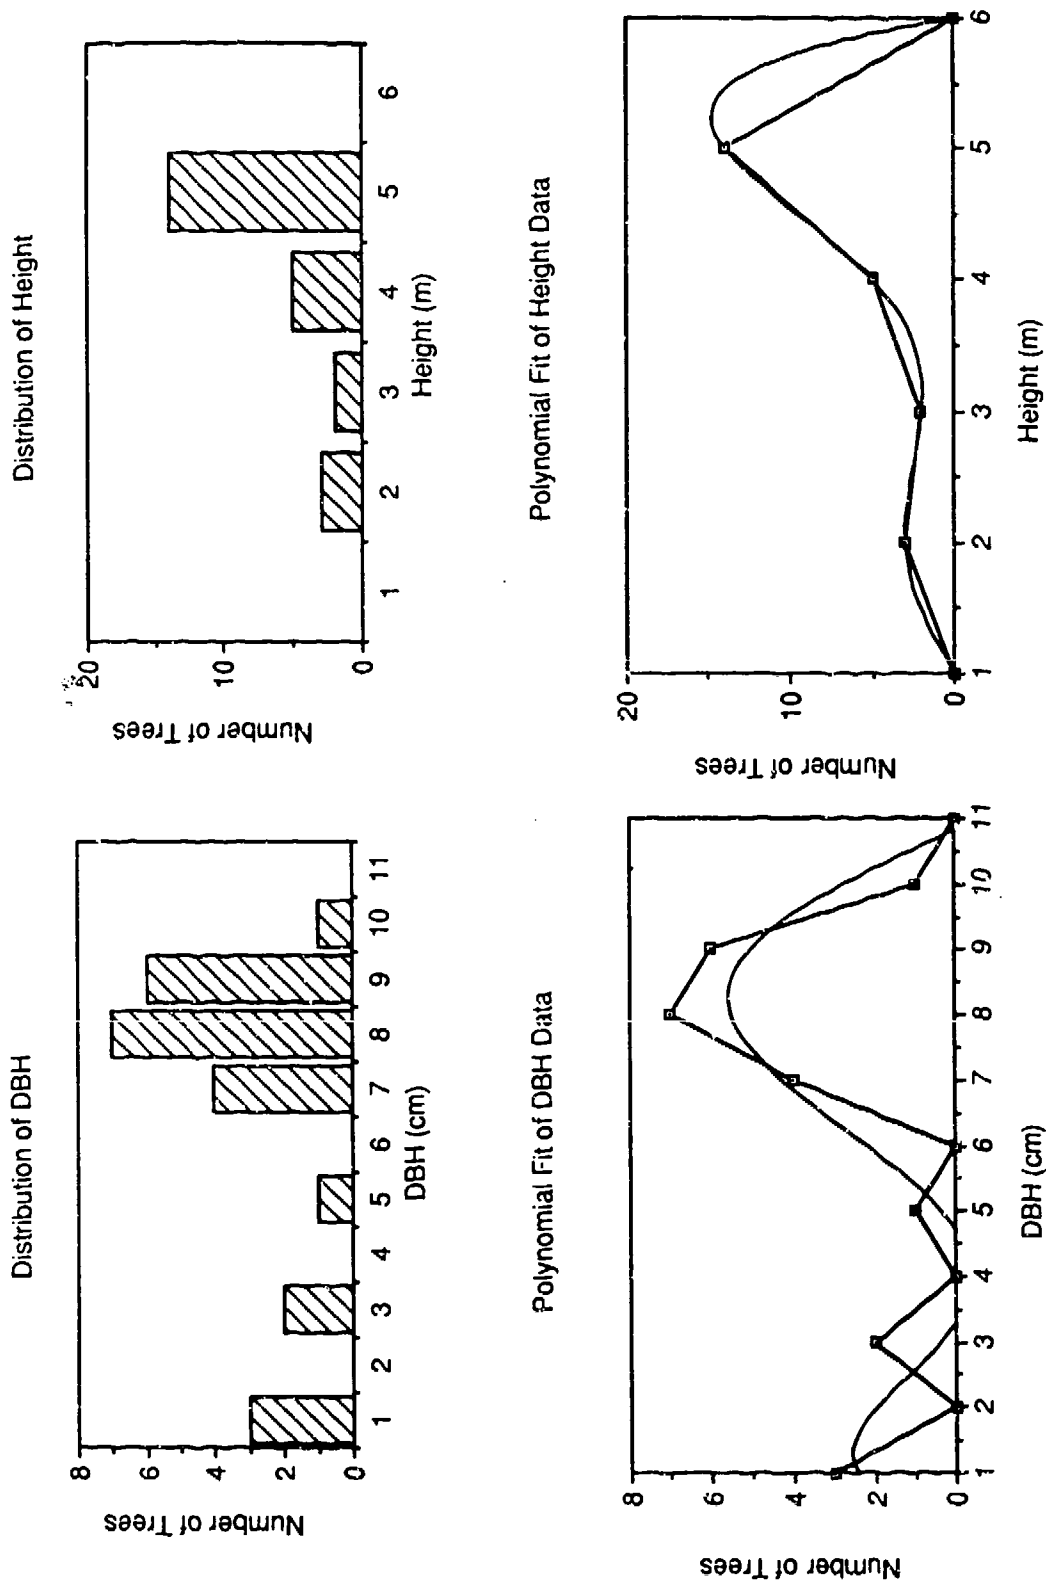 Distribution of DBH
Number of Trees
8
6
4
2
0
1 2 3 4 5 6 7 8 9 10 11
DBH (cm)
Distribution of Height
Number of Trees
20
10
0
1 2 3 4 5 6
Height (m)
Polynomial Fit of DBH Data
Number of Trees
8
6
4
2
0
1 2 3 4 5 6 7 8 9 10 11
DBH (cm)
Polynomial Fit of Height Data
Number of Trees
20
10
0
1 2 3 4 5 6
Height (m)